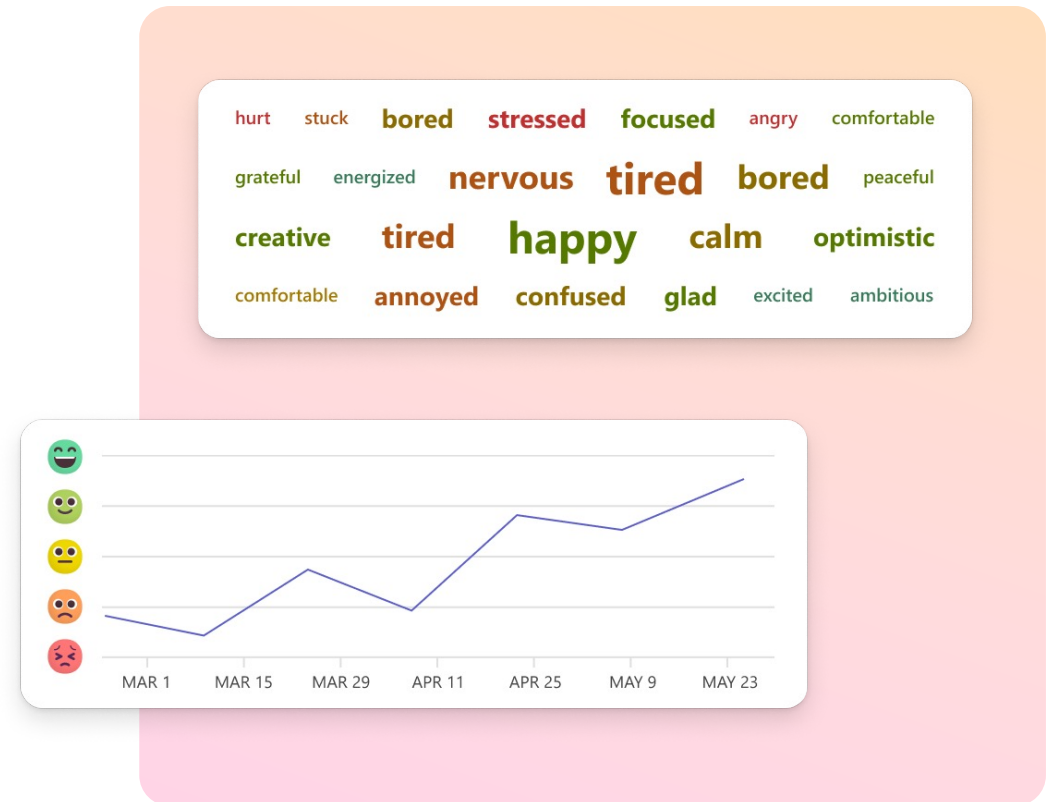 hurt stuck bored stressed focused angry comfortable
grateful energized nervous tired bored peaceful
creative tired happy calm optimistic
comfortable annoyed confused glad excited ambitious
MAR 1 MAR 15 MAR 29 APR 11 APR 25 MAY 9 MAY 23